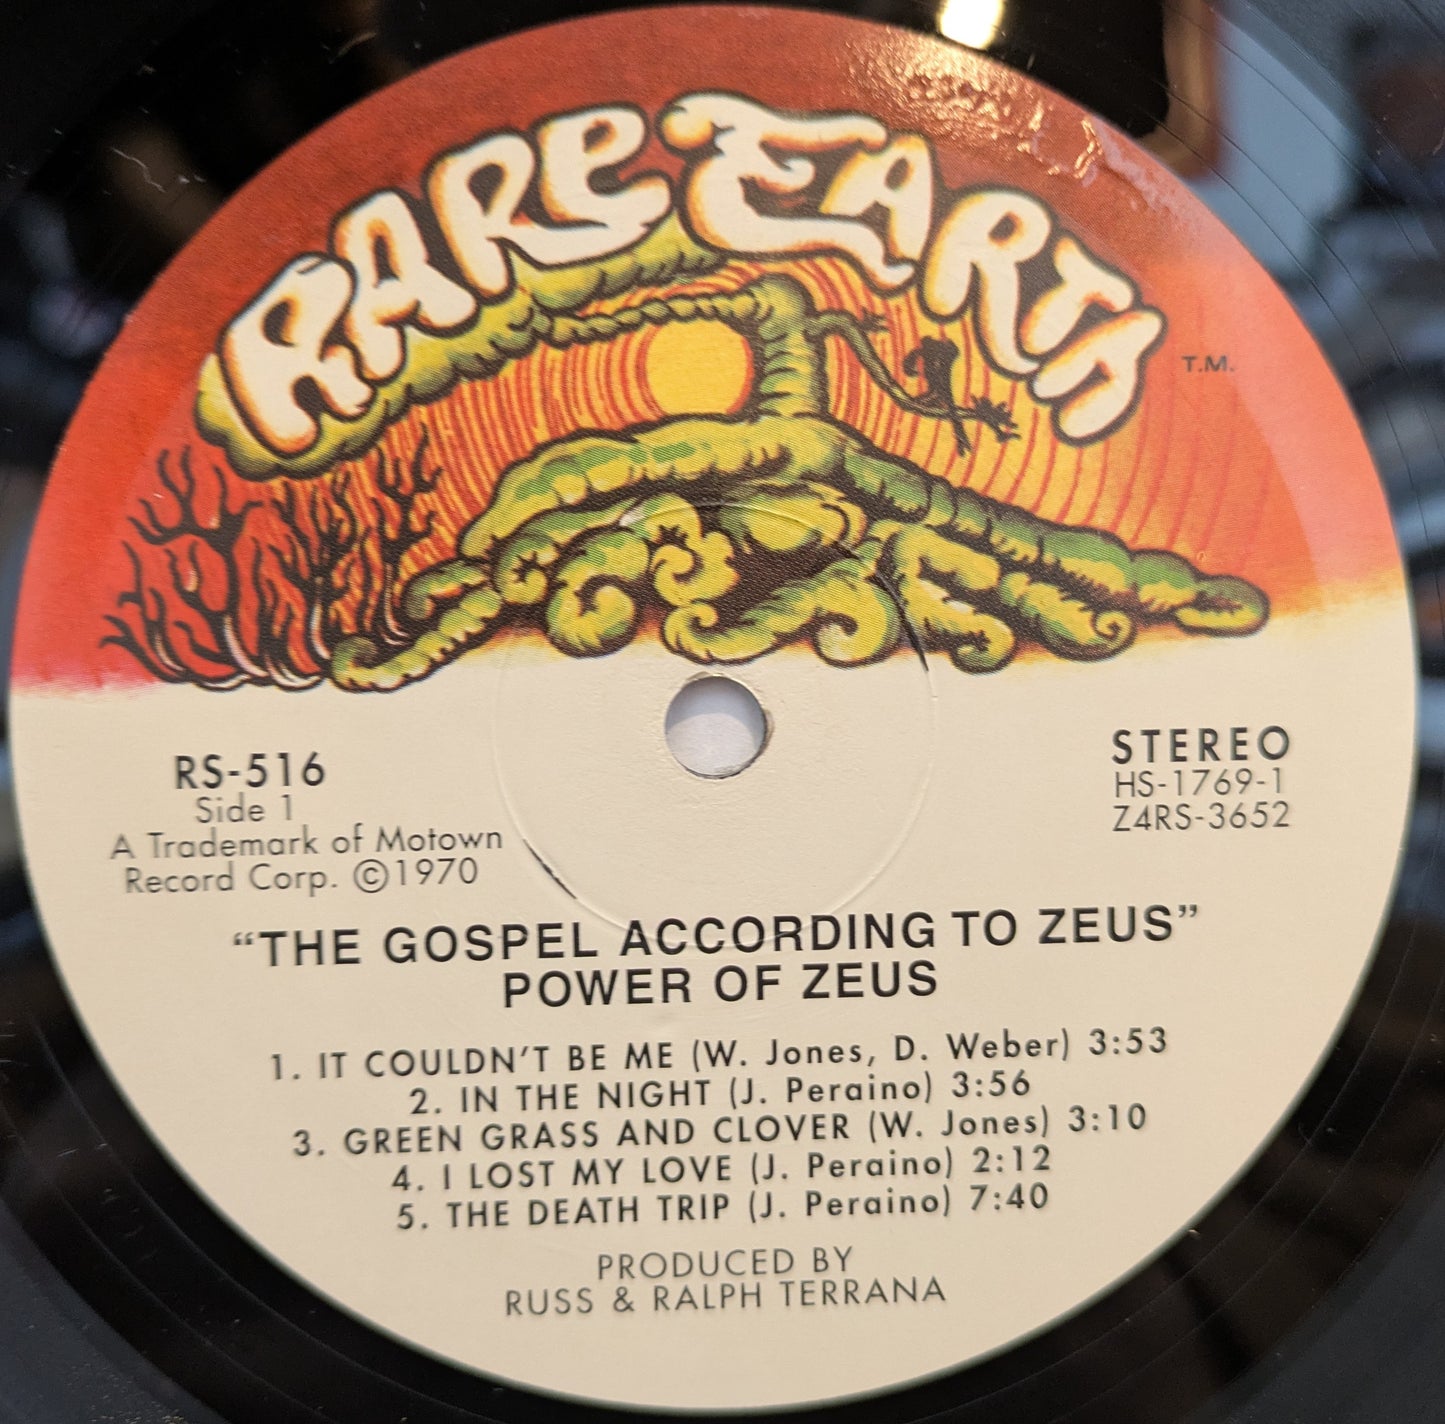 RARE EARTH
T.M.
RS-516
Side 1
A Trademark of Motown
Record Corp. ©1970
STEREO
HS-1769-1
Z4RS-3652
“THE GOSPEL ACCORDING TO ZEUS”
POWER OF ZEUS
1. IT COULDN’T BE ME (W. Jones, D. Weber) 3:53
2. IN THE NIGHT (J. Peraino) 3:56
3. GREEN GRASS AND CLOVER (W. Jones) 3:10
4. I LOST MY LOVE (J. Peraino) 2:12
5. THE DEATH TRIP (J. Peraino) 7:40
PRODUCED BY
RUSS & RALPH TERRANA